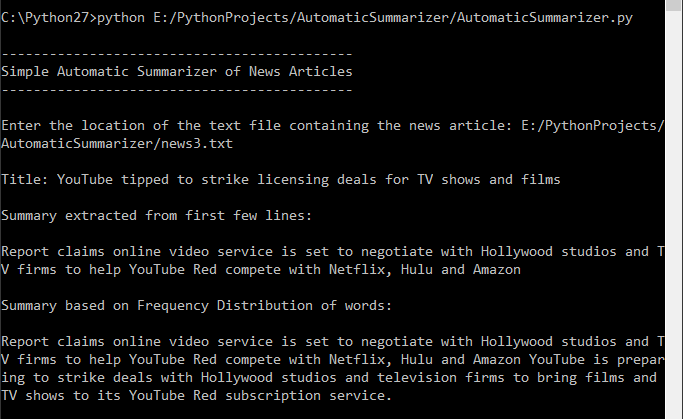 C:\Python27>python E:/PythonProjects/AutomaticSummarizer/AutomaticSummarizer.py
--------------------------------------------
Simple Automatic Summarizer of News Articles
--------------------------------------------
Enter the location of the text file containing the news article: E:/PythonProjects/
AutomaticSummarizer/news3.txt
Title: YouTube tipped to strike licensing deals for TV shows and films
Summary extracted from first few lines:
Report claims online video service is set to negotiate with Hollywood studios and T
V firms to help YouTube Red compete with Netflix, Hulu and Amazon
Summary based on Frequency Distribution of words:
Report claims online video service is set to negotiate with Hollywood studios and T
V firms to help YouTube Red compete with Netflix, Hulu and Amazon YouTube is prepar
ing to strike deals with Hollywood studios and television firms to bring films and
TV shows to its YouTube Red subscription service.